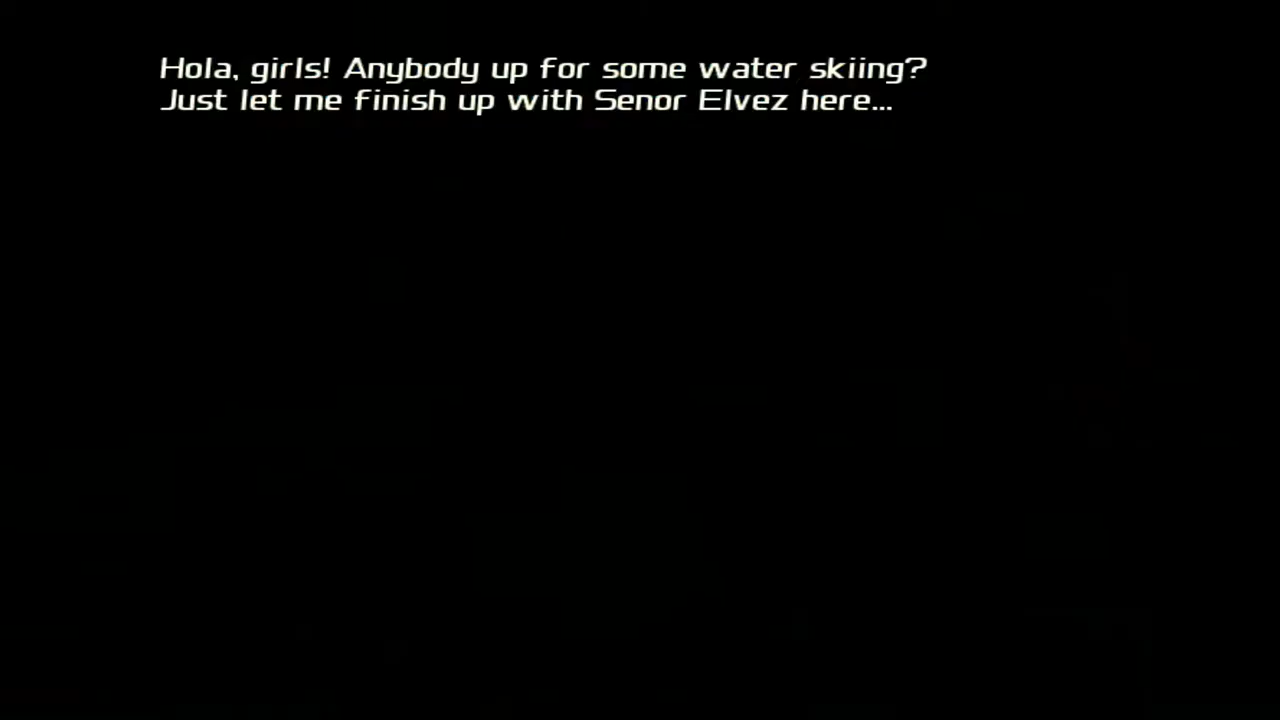 Hola, girls! Anybody up for some water skiing?
Just let me finish up with Senor Elvez here...